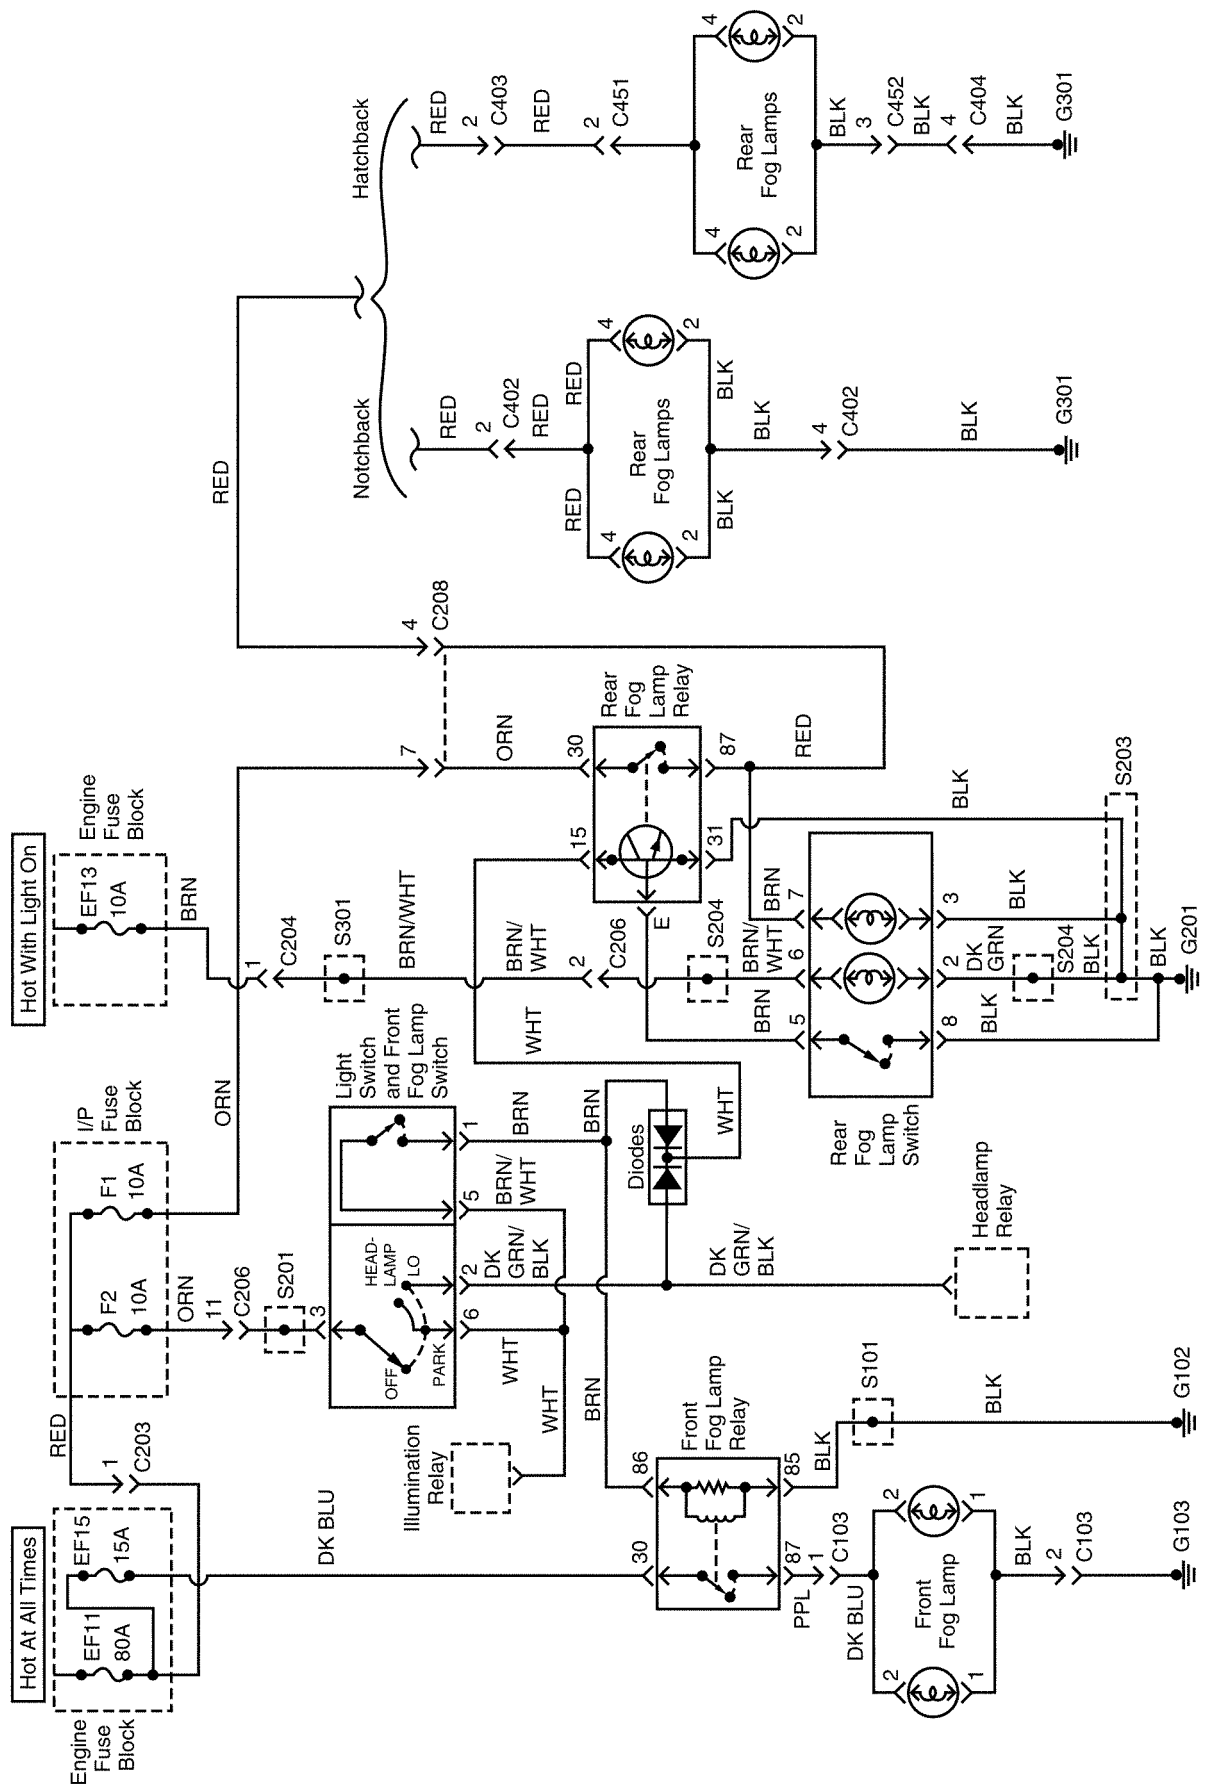 Hot At All Times
Engine
Fuse
Block
EF11
80A
EF15
15A
RED
1
C203
I/P
Fuse
Block
F2
10A
F1
10A
Hot With Light On
Engine
Fuse
Block
EF13
10A
BRN
ORN
11
C206
S201
3
ORN
1
C204
S301
BRN/WHT
7
4
C208
RED
ORN
Light
Switch
and Front
Fog Lamp
Switch
HEAD-
LAMP
LO
OFF
PARK
6
2
5
1
WHT
DK
GRN/
BLK
BRN/
WHT
BRN
WHT
Illumination
Relay
DK BLU
BRN
BRN
Diodes
WHT
WHT
BRN/
WHT
2
C206
S204
BRN/
WHT
DK
GRN/
BLK
Headlamp
Relay
Front
Fog Lamp
Relay
30
86
87
85
PPL
1
C103
DK BLU
BLK
S101
BLK
G102
2
2
Front
Fog Lamp
1
1
BLK
2
C103
G103
Rear
Fog
Lamp
Relay
15
30
E
31
87
RED
BRN
BRN
5
6
7
Rear
Fog
Lamp
Switch
8
2
3
BLK
DK
GRN
BLK
BLK
S204
BLK
S203
BLK
G201
Notchback
Hatchback
RED
2
C402
RED
RED
RED
4
4
Rear
Fog Lamps
2
2
BLK
BLK
BLK
4
C402
BLK
G301
RED
2
C403
RED
2
C451
4
4
Rear
Fog Lamps
2
2
BLK
3
C452
BLK
4
C404
BLK
G301